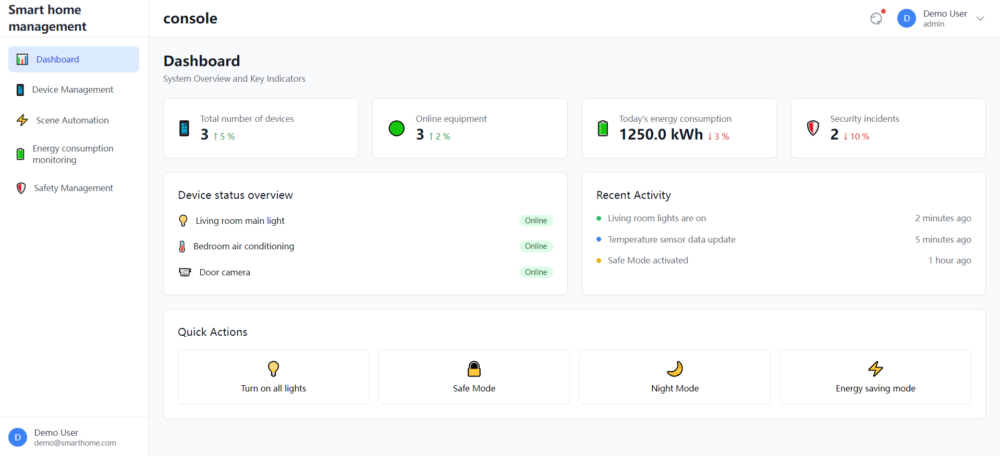 Smart home
management
Dashboard
Device Management
Scene Automation
Energy consumption
monitoring
Safety Management
D
Demo User
demo@smarthome.com
console
D
Demo User
admin
Dashboard
System Overview and Key Indicators
Total number of devices
3 ↑ 5 %
Online equipment
3 ↑ 2 %
Today's energy consumption
1250.0 kWh ↓ 3 %
Security incidents
2 ↓ 10 %
Device status overview
Living room main light Online
Bedroom air conditioning Online
Door camera Online
Recent Activity
Living room lights are on 2 minutes ago
Temperature sensor data update 5 minutes ago
Safe Mode activated 1 hour ago
Quick Actions
Turn on all lights
Safe Mode
Night Mode
Energy saving mode